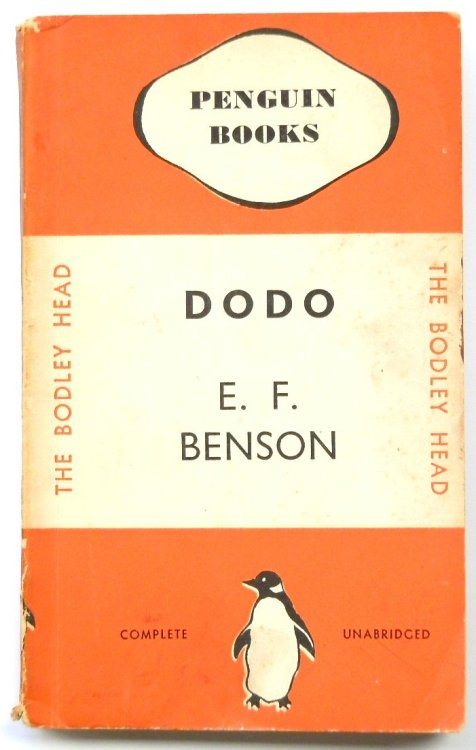 PENGUIN
BOOKS
THE BODLEY HEAD
DODO
E. F.
BENSON
THE BODLEY HEAD
COMPLETE
UNABRIDGED